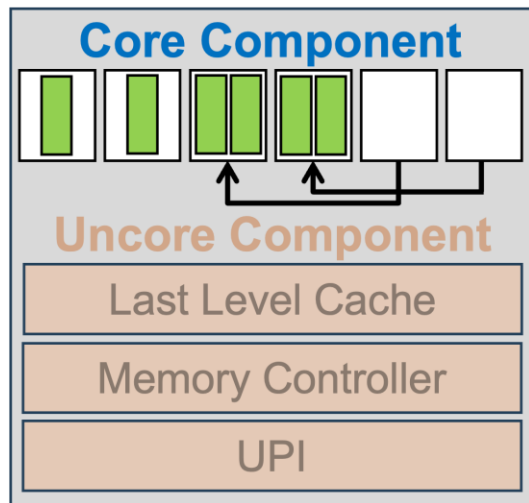 Core Component
Uncore Component
Last Level Cache
Memory Controller
UPI